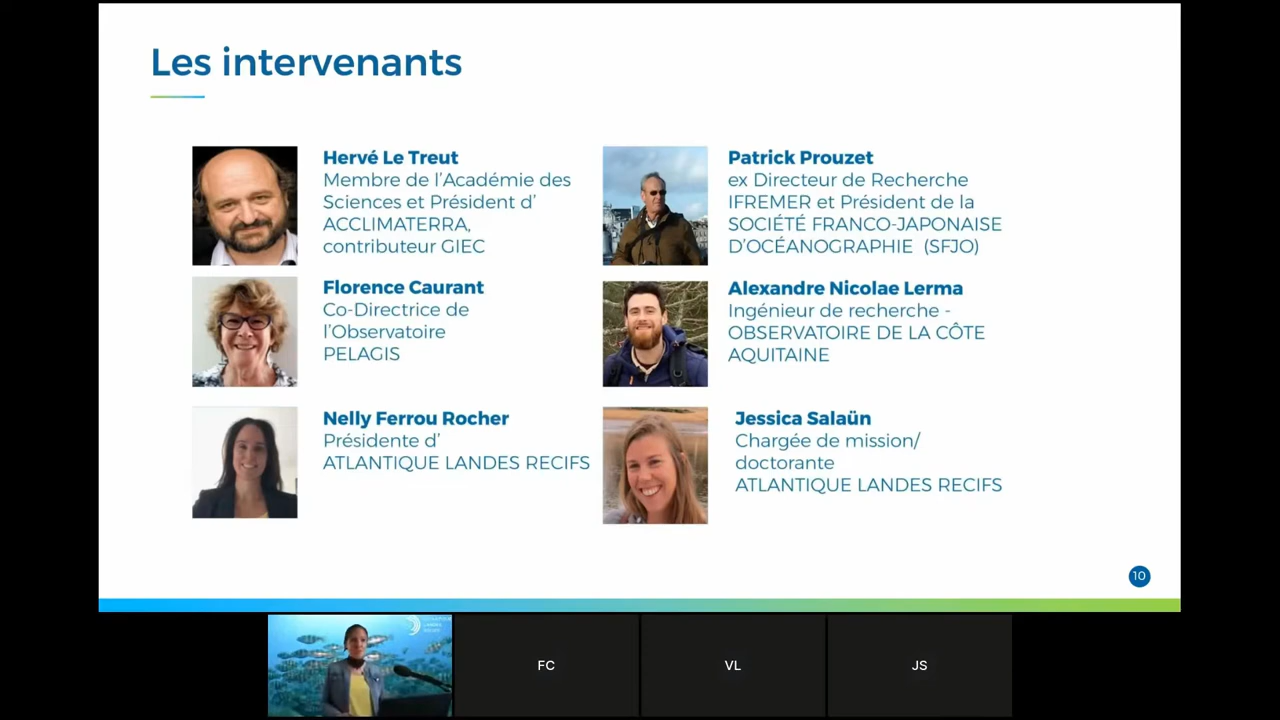 Les intervenants
Hervé Le Treut
Membre de l'Académie des
Sciences et Président d'
ACCLIMATERRA,
contributeur GIEC
Patrick Prouzet
ex Directeur de Recherche
IFREMER et Président de la
SOCIÉTÉ FRANCO-JAPONAISE
D'OCÉANOGRAPHIE (SFJO)
Florence Caurant
Co-Directrice de
l'Observatoire
PELAGIS
Alexandre Nicolae Lerma
Ingénieur de recherche -
OBSERVATOIRE DE LA CÔTE
AQUITAINE
Nelly Ferrou Rocher
Présidente d'
ATLANTIQUE LANDES RECIFS
Jessica Salaün
Chargée de mission/
doctorante
ATLANTIQUE LANDES RECIFS
10
ATLANTIQUE
LANDES
RECIFS
FC
VL
JS